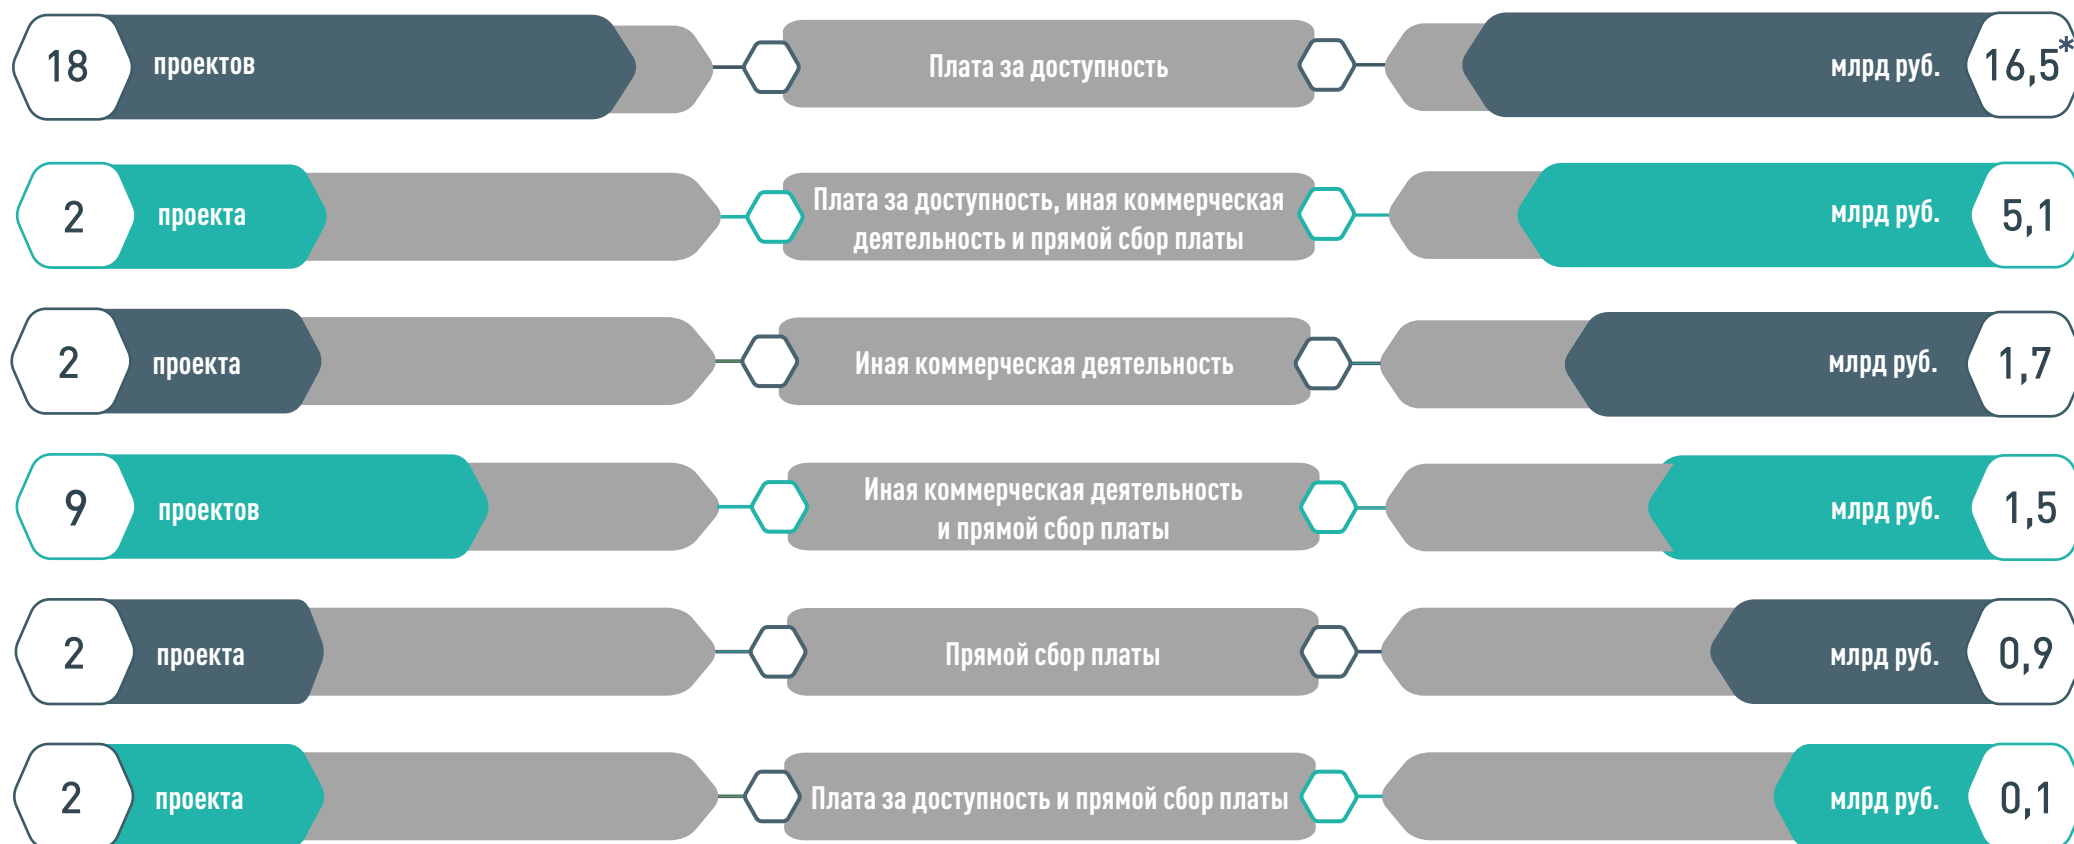 18 проектов Плата за доступность млрд руб. 16,5*
2 проекта Плата за доступность, иная коммерческая
деятельность и прямой сбор платы млрд руб. 5,1
2 проекта Иная коммерческая деятельность млрд руб. 1,7
9 проектов Иная коммерческая деятельность
и прямой сбор платы млрд руб. 1,5
2 проекта Прямой сбор платы млрд руб. 0,9
2 проекта Плата за доступность и прямой сбор платы млрд руб. 0,1